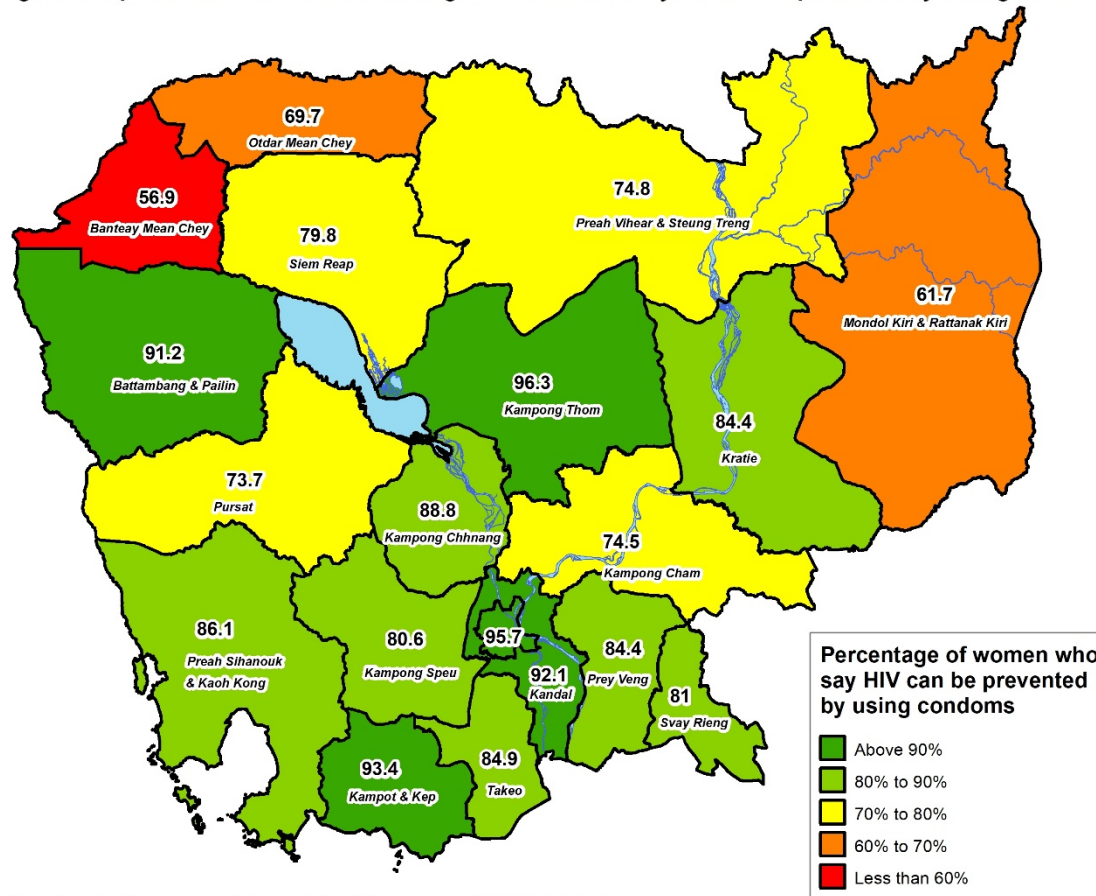 69.7
Otdar Mean Chey
56.9
Banteay Mean Chey
79.8
Siem Reap
74.8
Preah Vihear & Steung Treng
61.7
Mondol Kiri & Rattanak Kiri
91.2
Battambang & Pailin
96.3
Kampong Thom
84.4
Kratie
73.7
Pursat
88.8
Kampong Chhnang
74.5
Kampong Cham
86.1
Preah Sihanouk
& Kaoh Kong
80.6
Kampong Speu
95.7
92.1
Kandal
84.4
Prey Veng
81
Svay Rieng
93.4
Kampot & Kep
84.9
Takeo
Percentage of women who
say HIV can be prevented
by using condoms
Above 90%
80% to 90%
70% to 80%
60% to 70%
Less than 60%